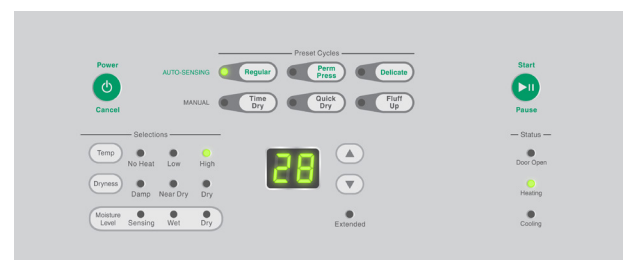 Preset Cycles
Power
Cancel
AUTO-SENSING
Regular
Perm
Press
Delicate
MANUAL
Time
Dry
Quick
Dry
Fluff
Up
Start
Pause
Selections
Temp
No Heat
Low
High
Dryness
Damp
Near Dry
Dry
Moisture
Level
Sensing
Wet
Dry
28
Extended
Status
Door Open
Heating
Cooling